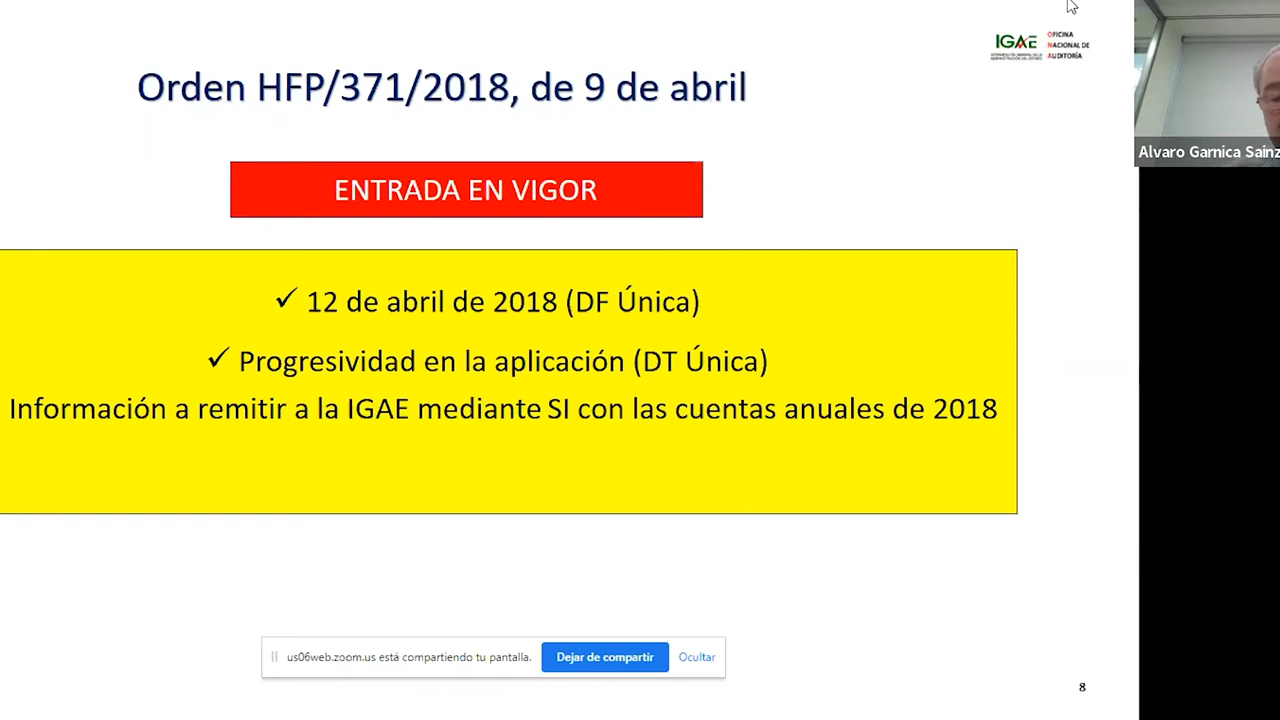 IGAE
OFICINA
NACIONAL DE
AUDITORÍA
Orden HFP/371/2018, de 9 de abril
Alvaro Garnica Sainz
ENTRADA EN VIGOR
✓ 12 de abril de 2018 (DF Única)
✓ Progresividad en la aplicación (DT Única)
Información a remitir a la IGAE mediante SI con las cuentas anuales de 2018
us06web.zoom.us está compartiendo tu pantalla. Dejar de compartir Ocultar
8